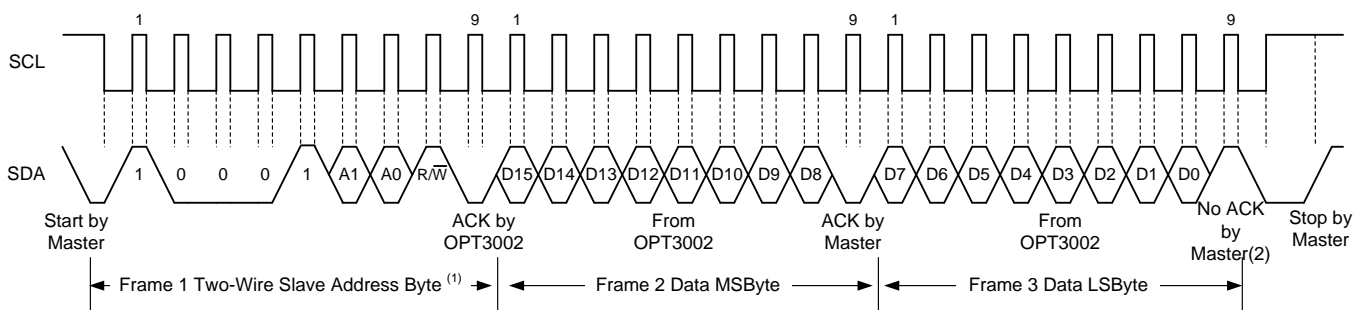 1 9 1 9 1 9
SCL
SDA
1 0 0 0 1 A1 A0 R/W̅ D15 D14 D13 D12 D11 D10 D9 D8 D7 D6 D5 D4 D3 D2 D1 D0
Start by
Master
ACK by
OPT3002
From
OPT3002
ACK by
Master
From
OPT3002
No ACK
by
Master(2)
Stop by
Master
Frame 1 Two-Wire Slave Address Byte (1)
Frame 2 Data MSByte
Frame 3 Data LSByte